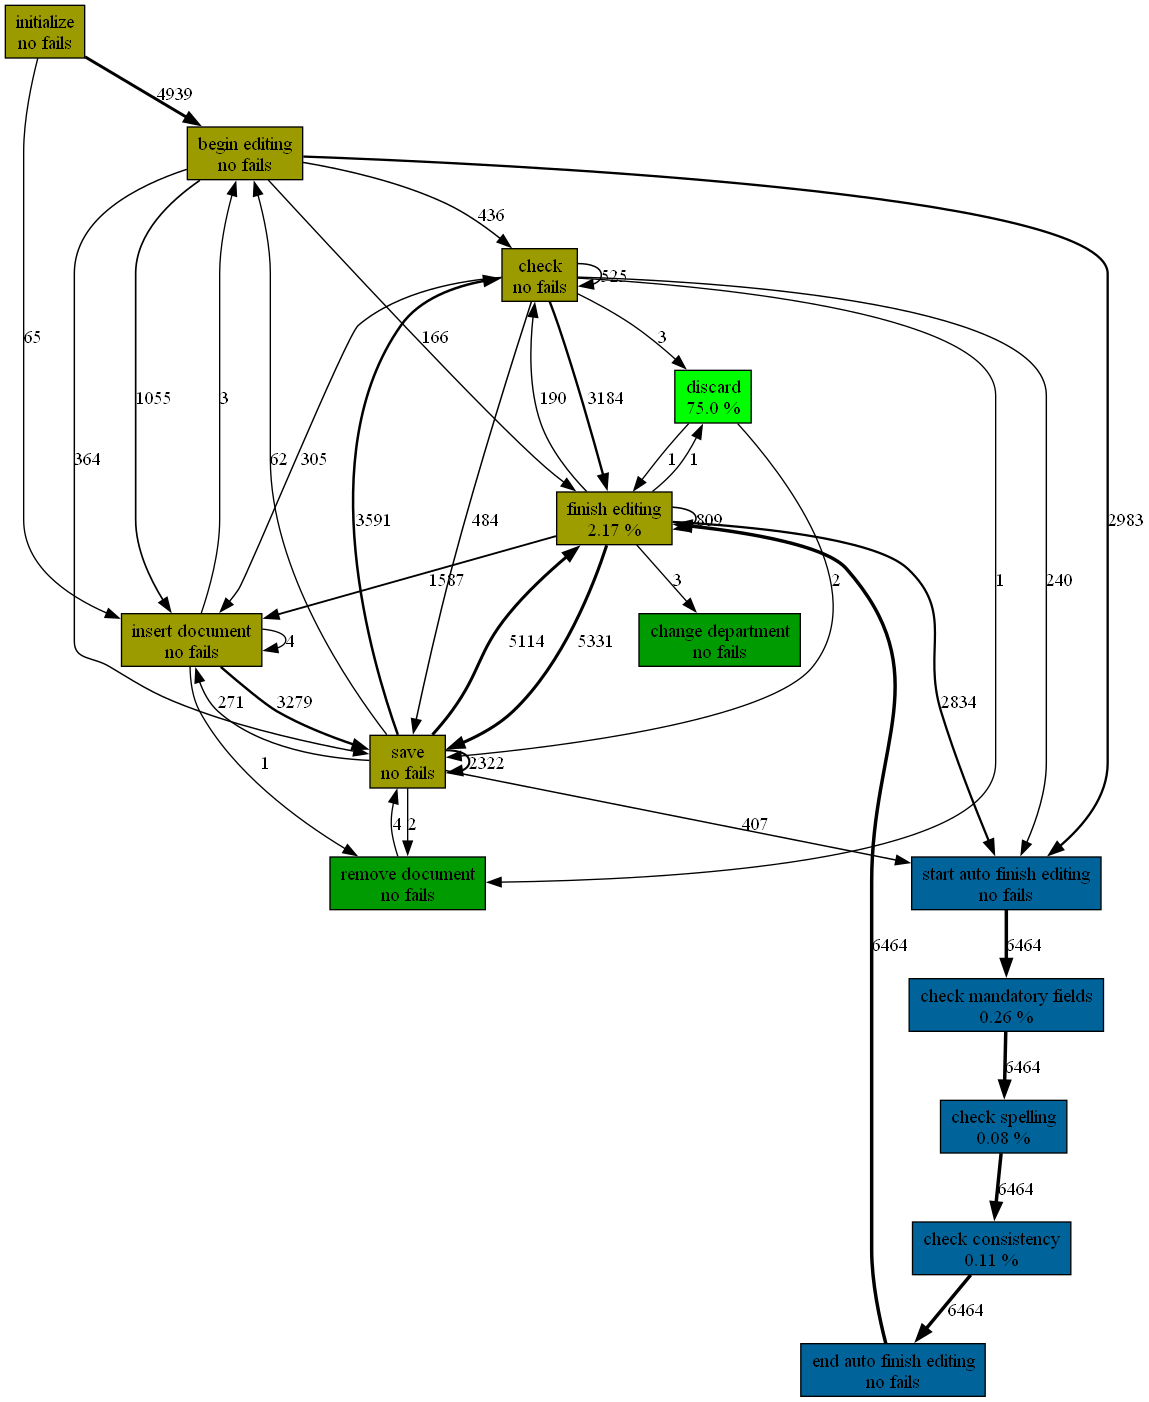 initialize
no fails
4939
begin editing
no fails
436
check
no fails
525
65
166
3
discard
75.0 %
1055
3
190
3184
364
62
305
1
1
3591
484
finish editing
2.17 %
809
2983
1587
3
2
1
240
insert document
no fails
4
5114
5331
change department
no fails
271
3279
2834
save
no fails
2322
1
4
2
407
remove document
no fails
start auto finish editing
no fails
6464
6464
check mandatory fields
0.26 %
6464
check spelling
0.08 %
6464
check consistency
0.11 %
6464
end auto finish editing
no fails